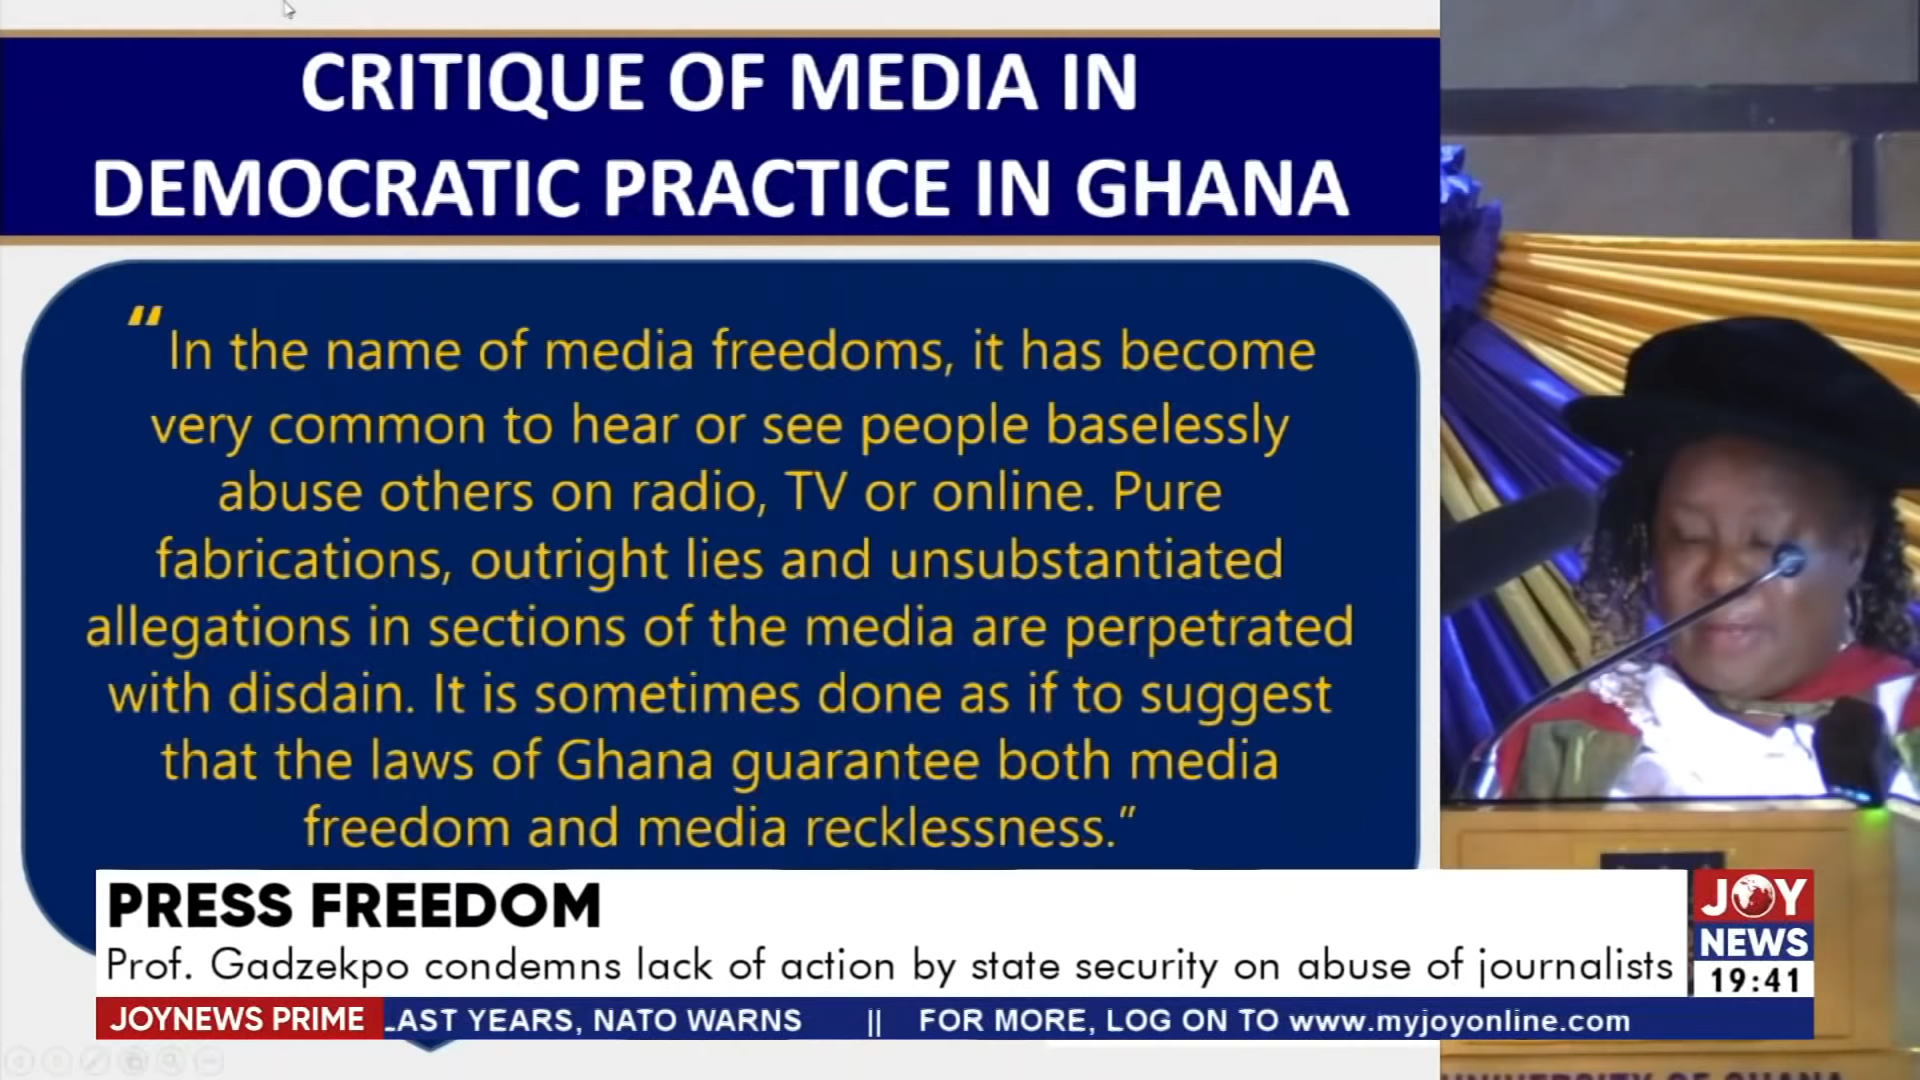 CRITIQUE OF MEDIA IN
DEMOCRATIC PRACTICE IN GHANA
“In the name of media freedoms, it has become
very common to hear or see people baselessly
abuse others on radio, TV or online. Pure
fabrications, outright lies and unsubstantiated
allegations in sections of the media are perpetrated
with disdain. It is sometimes done as if to suggest
that the laws of Ghana guarantee both media
freedom and media recklessness.”
PRESS FREEDOM
Prof. Gadzekpo condemns lack of action by state security on abuse of journalists
JOY
NEWS
19:41
JOYNEWS PRIME
LAST YEARS, NATO WARNS || FOR MORE, LOG ON TO www.myjoyonline.com
UNIVERSITY OF GHANA